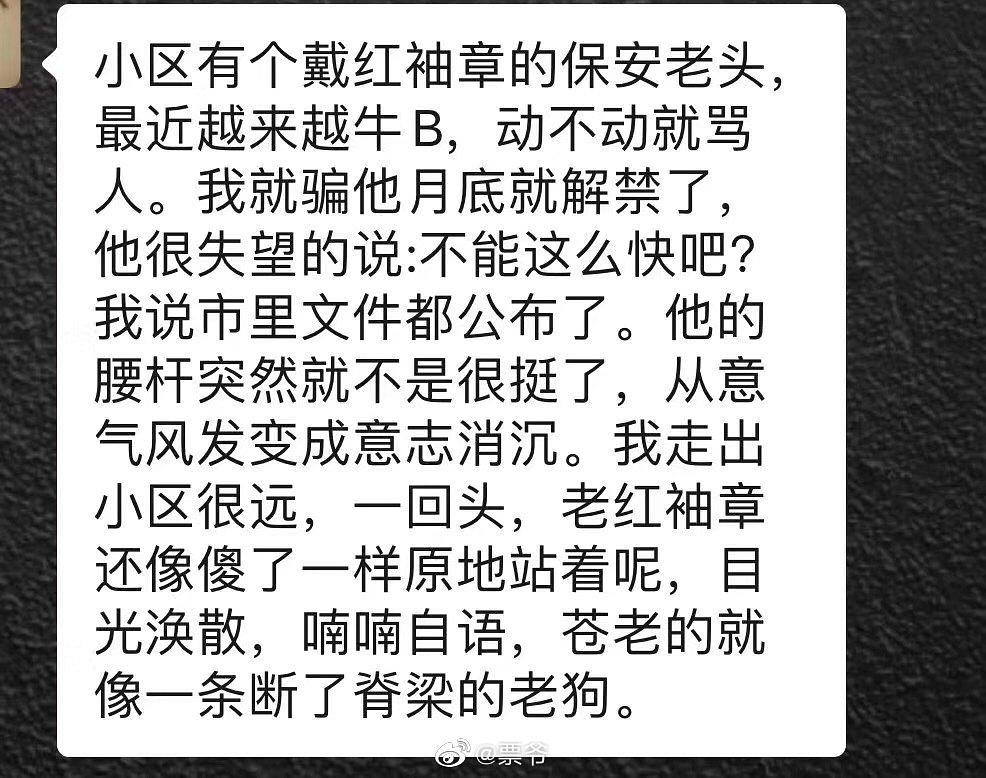 小区有个戴红袖章的保安老头，
最近越来越牛B，动不动就骂
人。我就骗他月底就解禁了，
他很失望的说:不能这么快吧？
我说市里文件都公布了。他的
腰杆突然就不是很挺了，从意
气风发变成意志消沉。我走出
小区很远，一回头，老红袖章
还像傻了一样原地站着呢，目
光涣散，喃喃自语，苍老的就
像一条断了脊梁的老狗。
@票爷